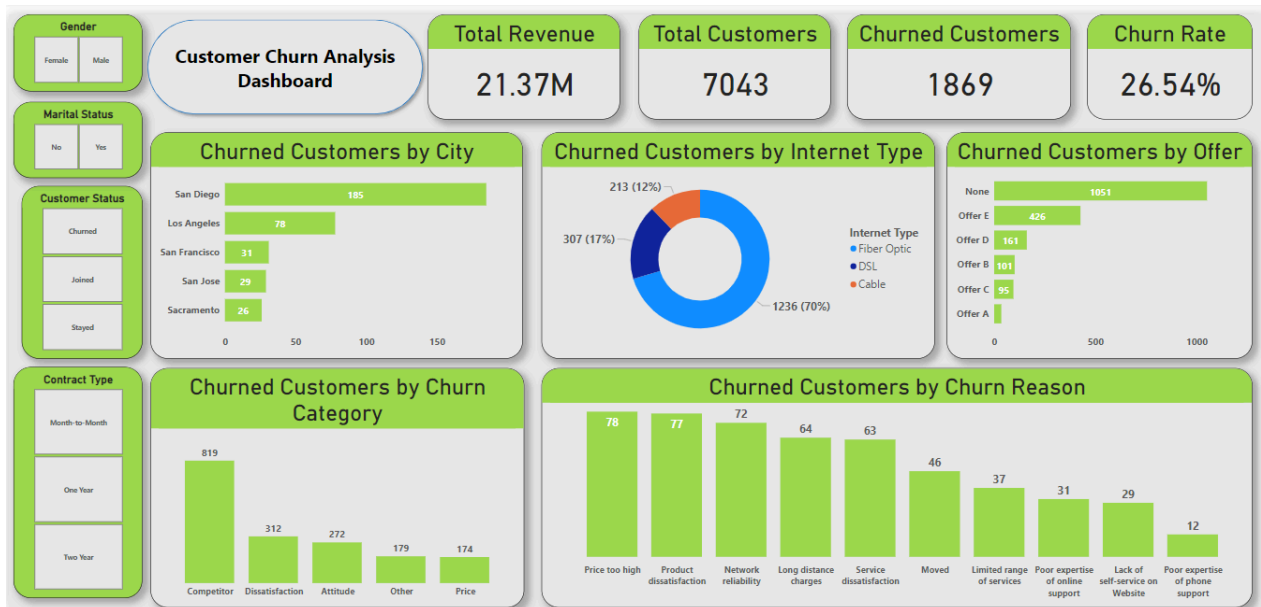 Gender
Female
Male
Marital Status
No
Yes
Customer Status
Churned
Joined
Stayed
Contract Type
Month-to-Month
One Year
Two Year
Customer Churn Analysis
Dashboard
Total Revenue
21.37M
Total Customers
7043
Churned Customers
1869
Churn Rate
26.54%
Churned Customers by City
San Diego
185
Los Angeles
78
San Francisco
31
San Jose
29
Sacramento
26
0
50
100
150
Churned Customers by Internet Type
213 (12%)
307 (17%)
1236 (70%)
Internet Type
Fiber Optic
DSL
Cable
Churned Customers by Offer
None
1051
Offer E
426
Offer D
161
Offer B
101
Offer C
95
Offer A
0
500
1000
Churned Customers by Churn
Category
819
312
272
179
174
Competitor
Dissatisfaction
Attitude
Other
Price
Churned Customers by Churn Reason
78
77
72
64
63
46
37
31
29
12
Price too high
Product
dissatisfaction
Network
reliability
Long distance
charges
Service
dissatisfaction
Moved
Limited range
of services
Poor expertise
of online
support
Lack of
self-service on
Website
Poor expertise
of phone
support